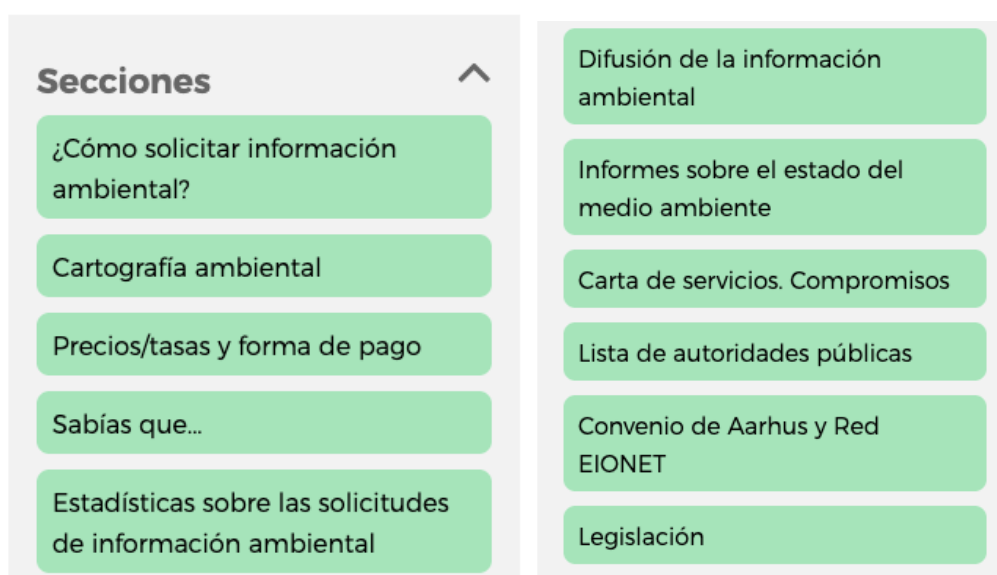 Secciones
¿Cómo solicitar información
ambiental?
Cartografía ambiental
Precios/tasas y forma de pago
Sabías que...
Estadísticas sobre las solicitudes
de información ambiental
Difusión de la información
ambiental
Informes sobre el estado del
medio ambiente
Carta de servicios. Compromisos
Lista de autoridades públicas
Convenio de Aarhus y Red
EIONET
Legislación